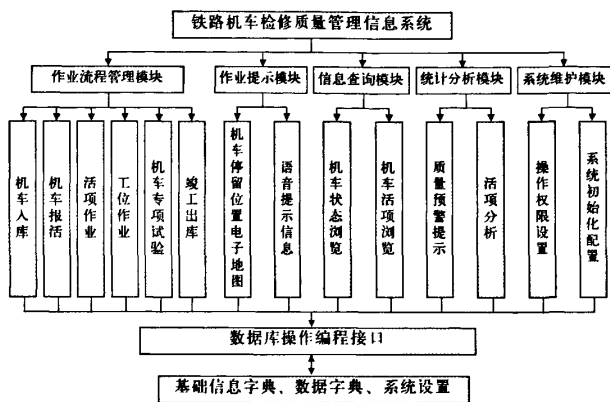 铁路机车检修质量管理信息系统
作业流程管理模块
作业提示模块
信息查询模块
统计分析模块
系统维护模块
机车入库
机车报活
活项作业
工位作业
机车专项试验
竣工出库
机车停留位置电子地图
语音提示信息
机车状态浏览
机车活项浏览
质量预警提示
活项分析
操作权限设置
系统初始化配置
数据库操作编程接口
基础信息字典、数据字典、系统设置